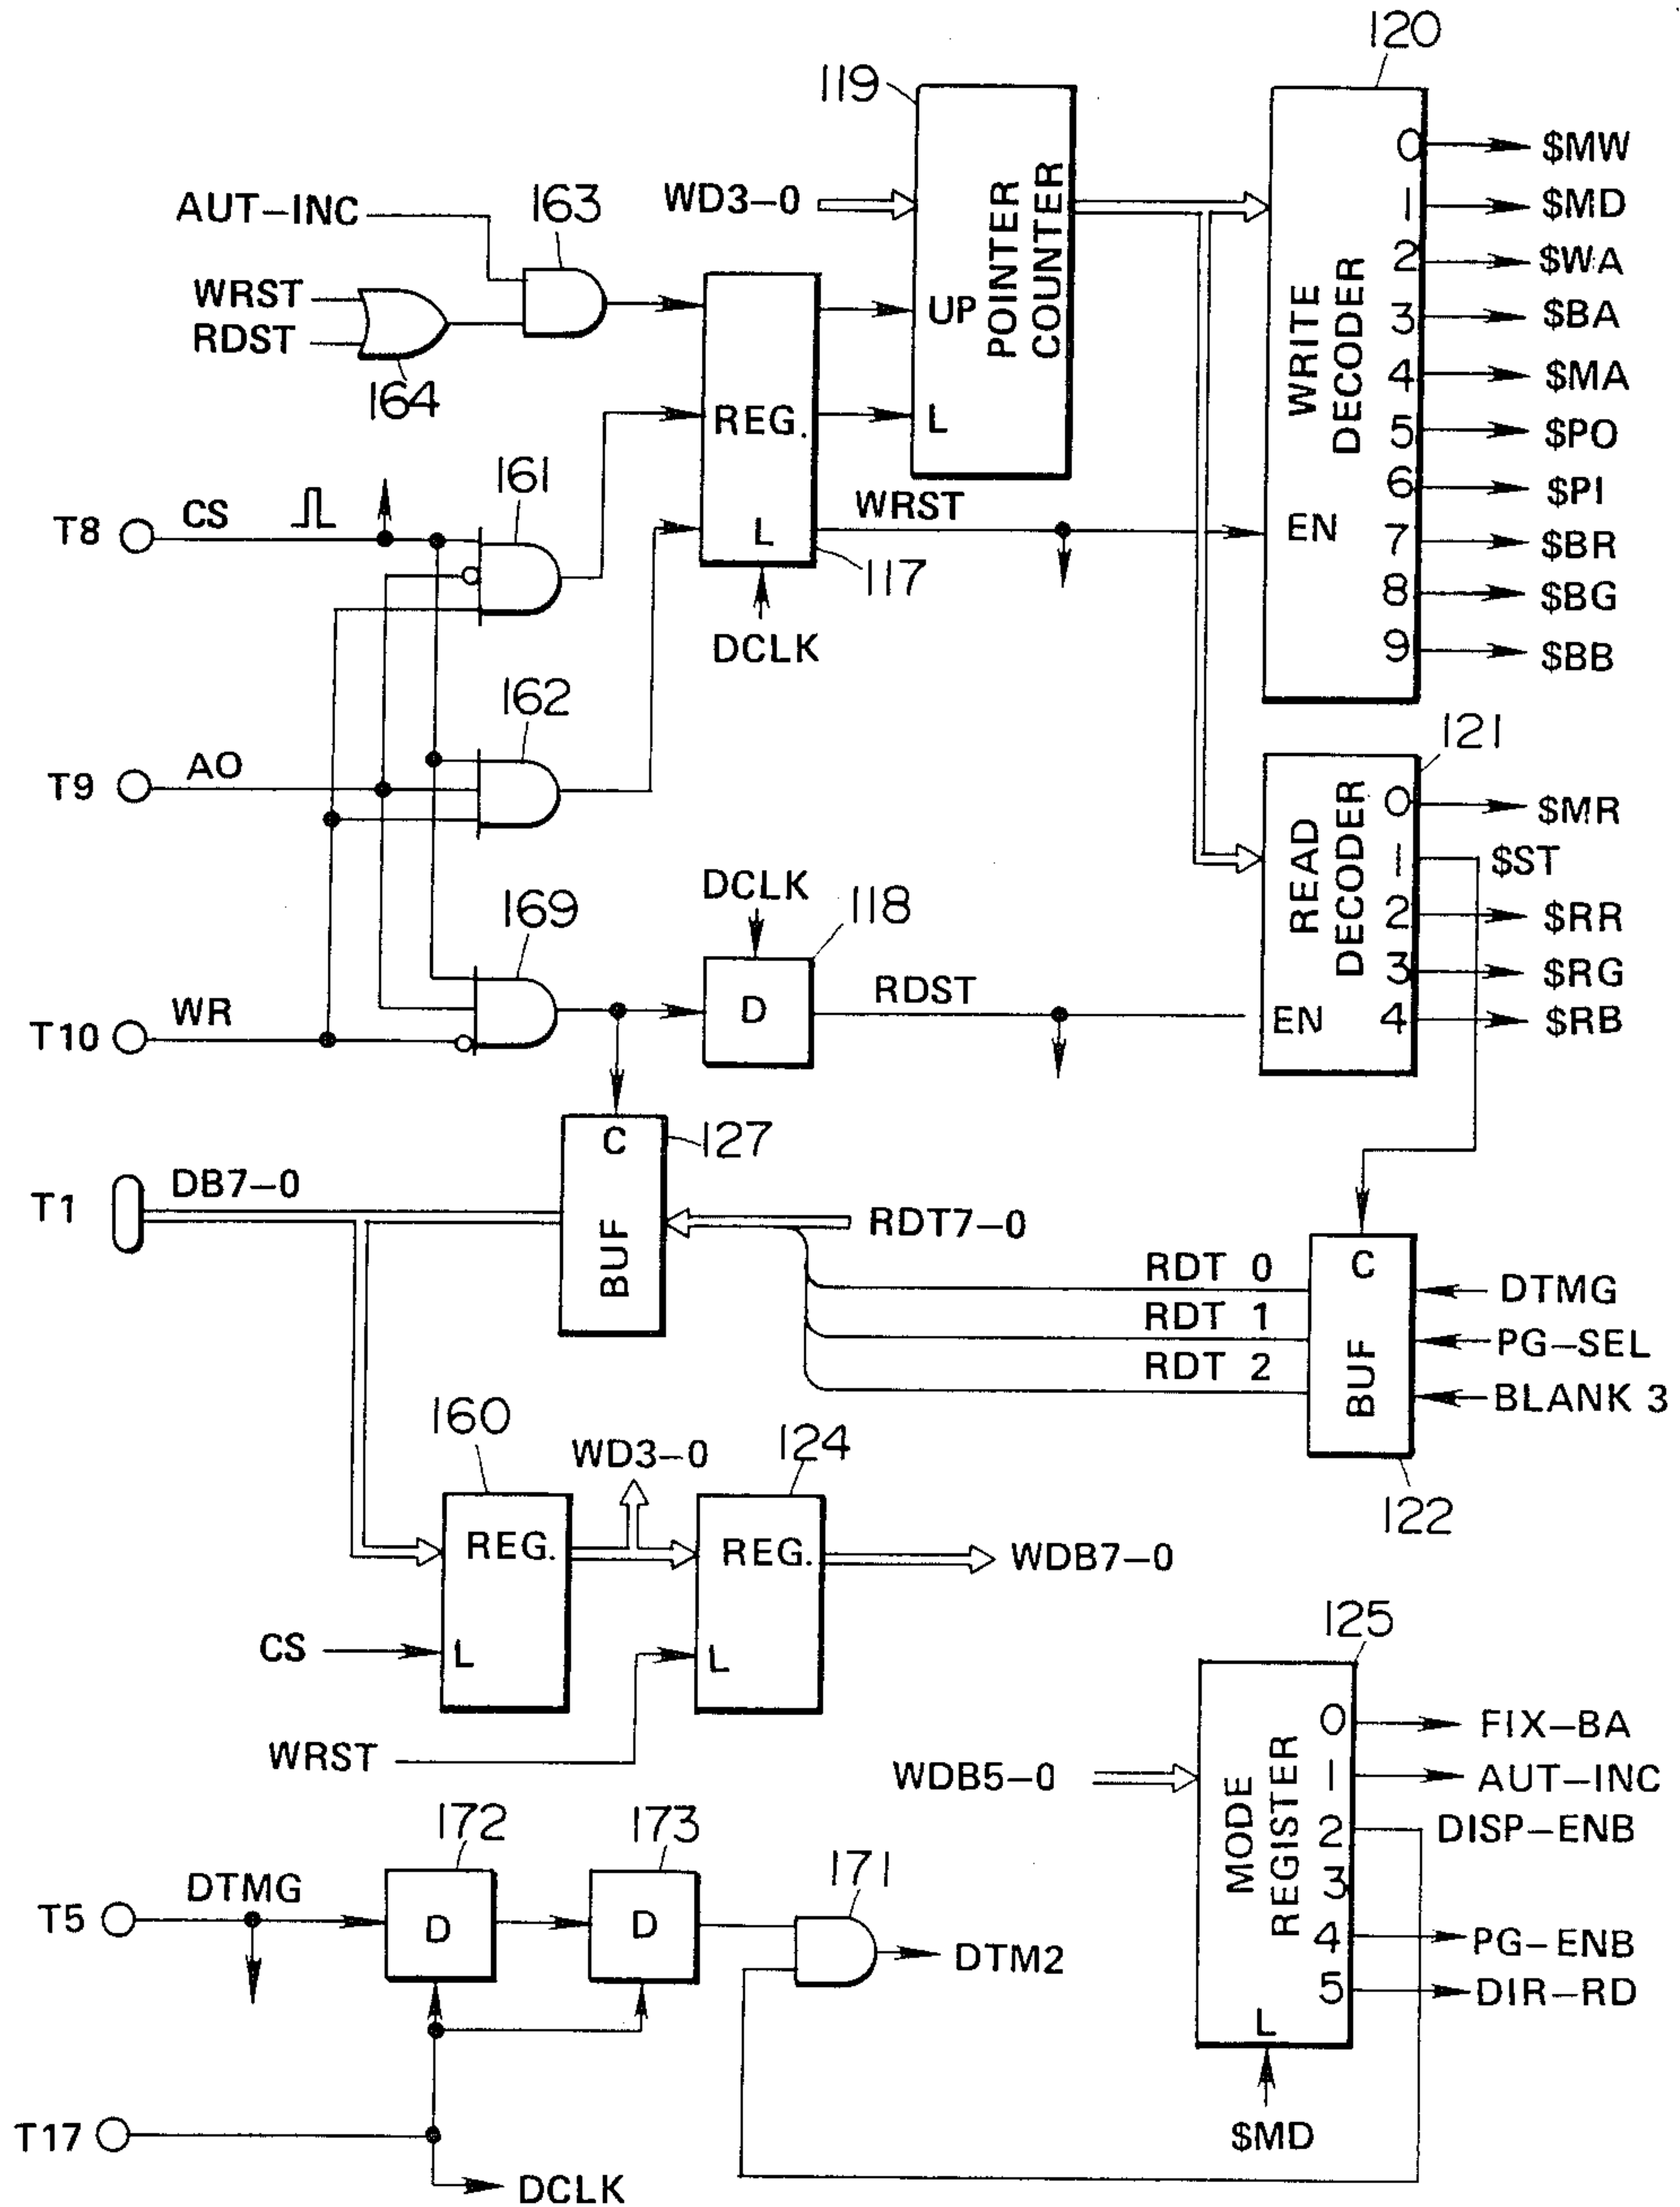 120
119
0 $MW
AUT-INC
163
WD3-0
1 $MD
WRST
RDST
164
UP
POINTER COUNTER
WRITE DECODER
2 $WA
3 $BA
4 $MA
REG.
L
5 $PO
161
6 $PI
T8
CS
WRST
EN
7 $BR
L
117
8 $BG
DCLK
9 $BB
162
121
T9
AO
0 $MR
READ DECODER
1 $ST
169
DCLK
118
2 $RR
3 $RG
T10
WR
D
RDST
EN
4 $RB
C
127
T1
DB7-0
BUF
RDT7-0
C
RDT 0
DTMG
RDT 1
PG-SEL
RDT 2
BUF
BLANK 3
160
WD3-0
124
122
REG.
REG.
WDB7-0
CS
L
L
125
WRST
0 FIX-BA
WDB5-0
MODE REGISTER
1 AUT-INC
172
173
171
2 DISP-ENB
T5
DTMG
D
D
DTM2
3
4 PG-ENB
5 DIR-RD
L
T17
$MD
DCLK